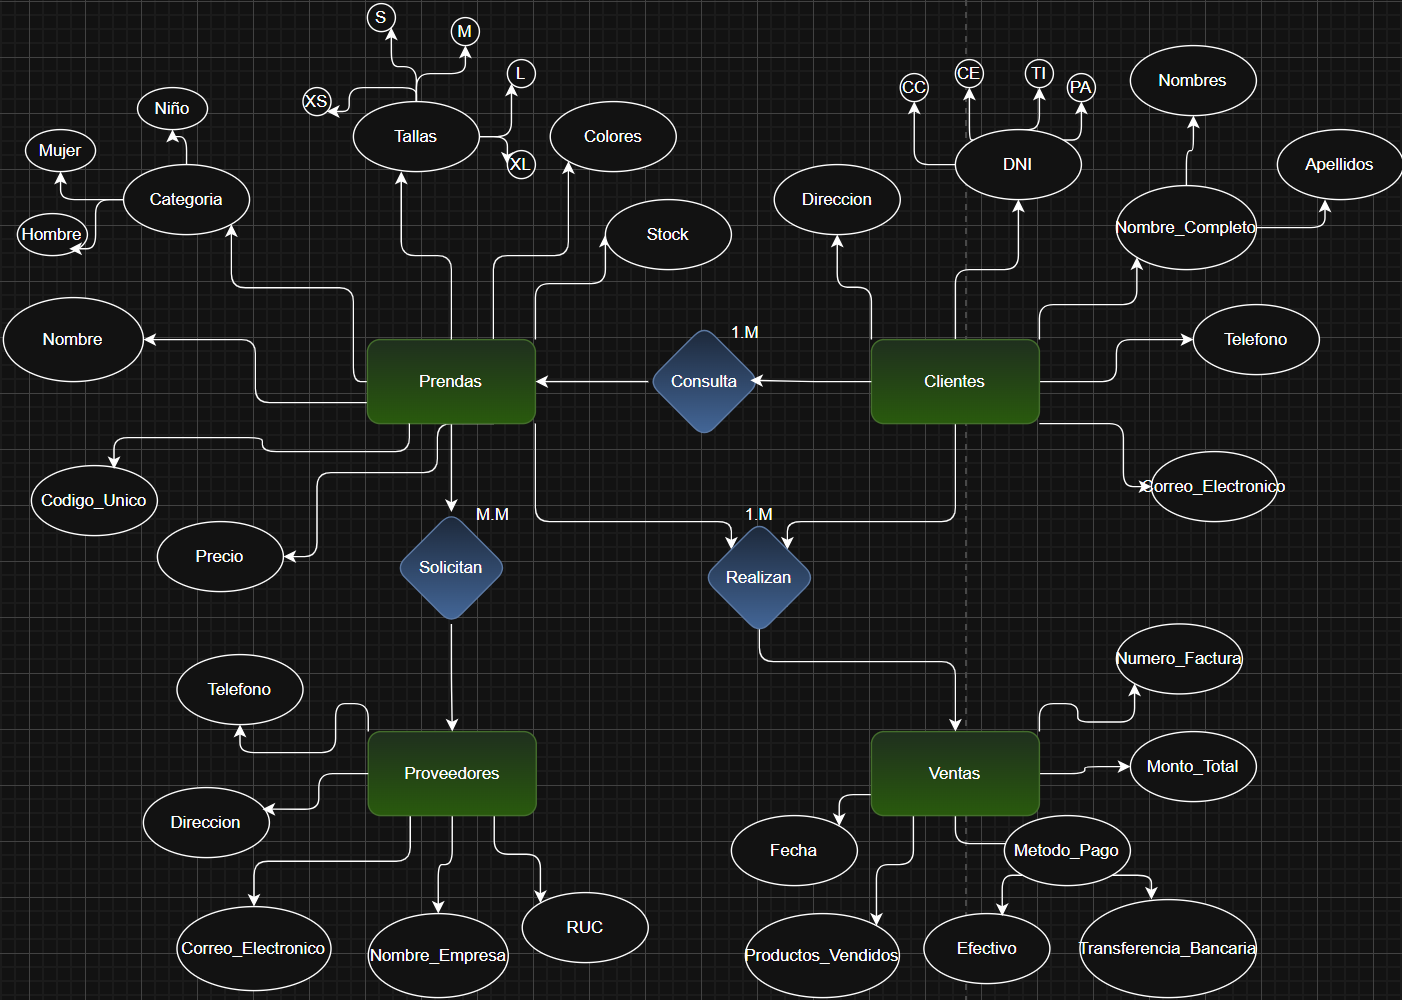 S
M
L
CE
TI
Nombres
CC
PA
XS
Niño
Tallas
Colores
Mujer
XL
DNI
Apellidos
Categoria
Direccion
Hombre
Stock
Nombre_Completo
1.M
Nombre
Telefono
Prendas
Consulta
Clientes
Codigo_Unico
Correo_Electronico
M.M
1.M
Precio
Solicitan
Realizan
Numero_Factura
Telefono
Proveedores
Ventas
Monto_Total
Direccion
Fecha
Metodo_Pago
RUC
Correo_Electronico
Nombre_Empresa
Productos_Vendidos
Efectivo
Transferencia_Bancaria